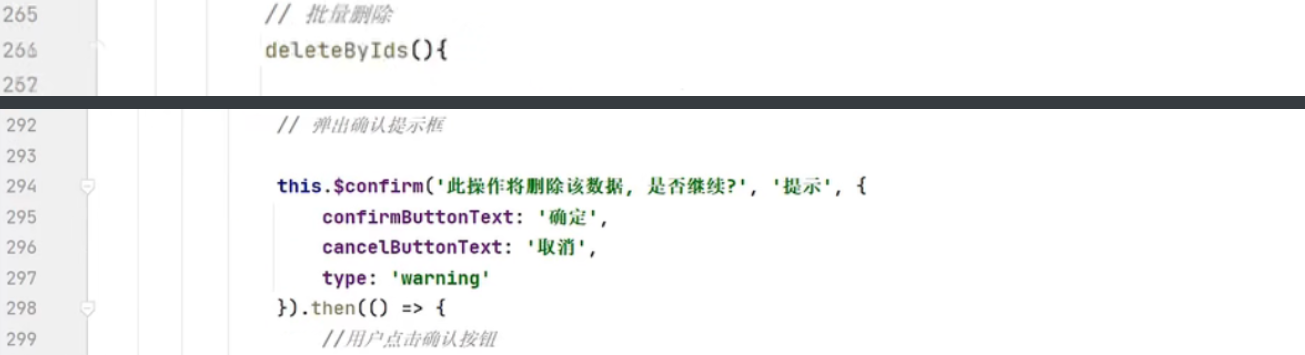 265 // 批量删除
266 deleteByIds(){
267
292 // 弹出确认提示框
293
294 this.$confirm('此操作将删除该数据, 是否继续?', '提示', {
295 confirmButtonText: '确定',
296 cancelButtonText: '取消',
297 type: 'warning'
298 }).then(() => {
299 //用户点击确认按钮